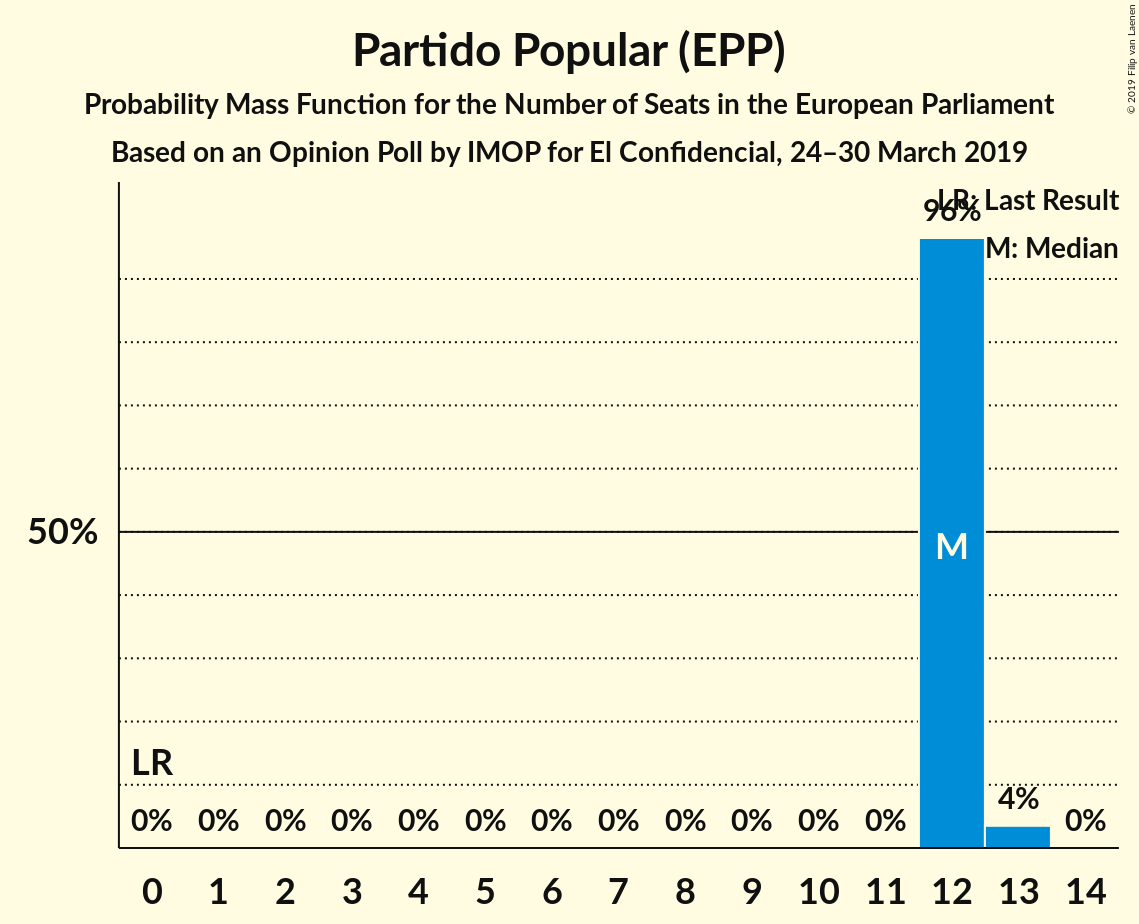 Partido Popular (EPP)
Probability Mass Function for the Number of Seats in the European Parliament
Based on an Opinion Poll by IMOP for El Confidencial, 24–30 March 2019
© 2019 Filip van Laenen
LR: Last Result
M: Median
96%
50%
M
LR
0% 0% 0% 0% 0% 0% 0% 0% 0% 0% 0% 0% 4% 0%
0 1 2 3 4 5 6 7 8 9 10 11 12 13 14